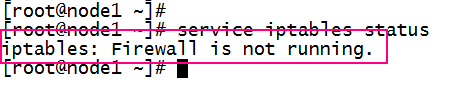 [root@node1 ~]#
[root@node1 ~]# service iptables status
iptables: Firewall is not running.
[root@node1 ~]#